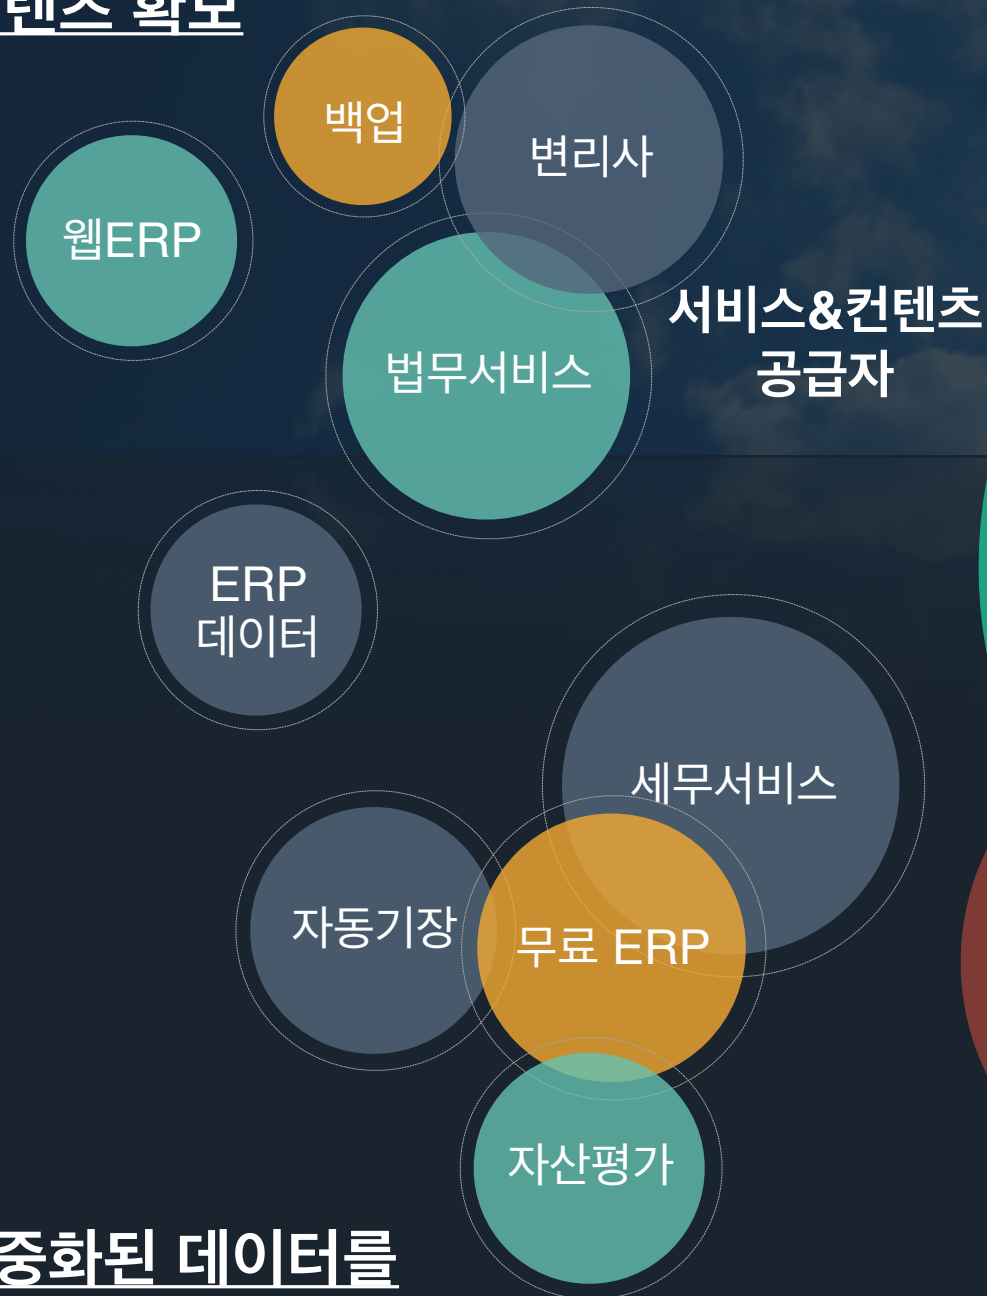 텐츠 확보
백업
변리사
웹ERP
서비스&컨텐츠
공급자
법무서비스
ERP
데이터
세무서비스
자동기장
무료 ERP
자산평가
중화된 데이터를